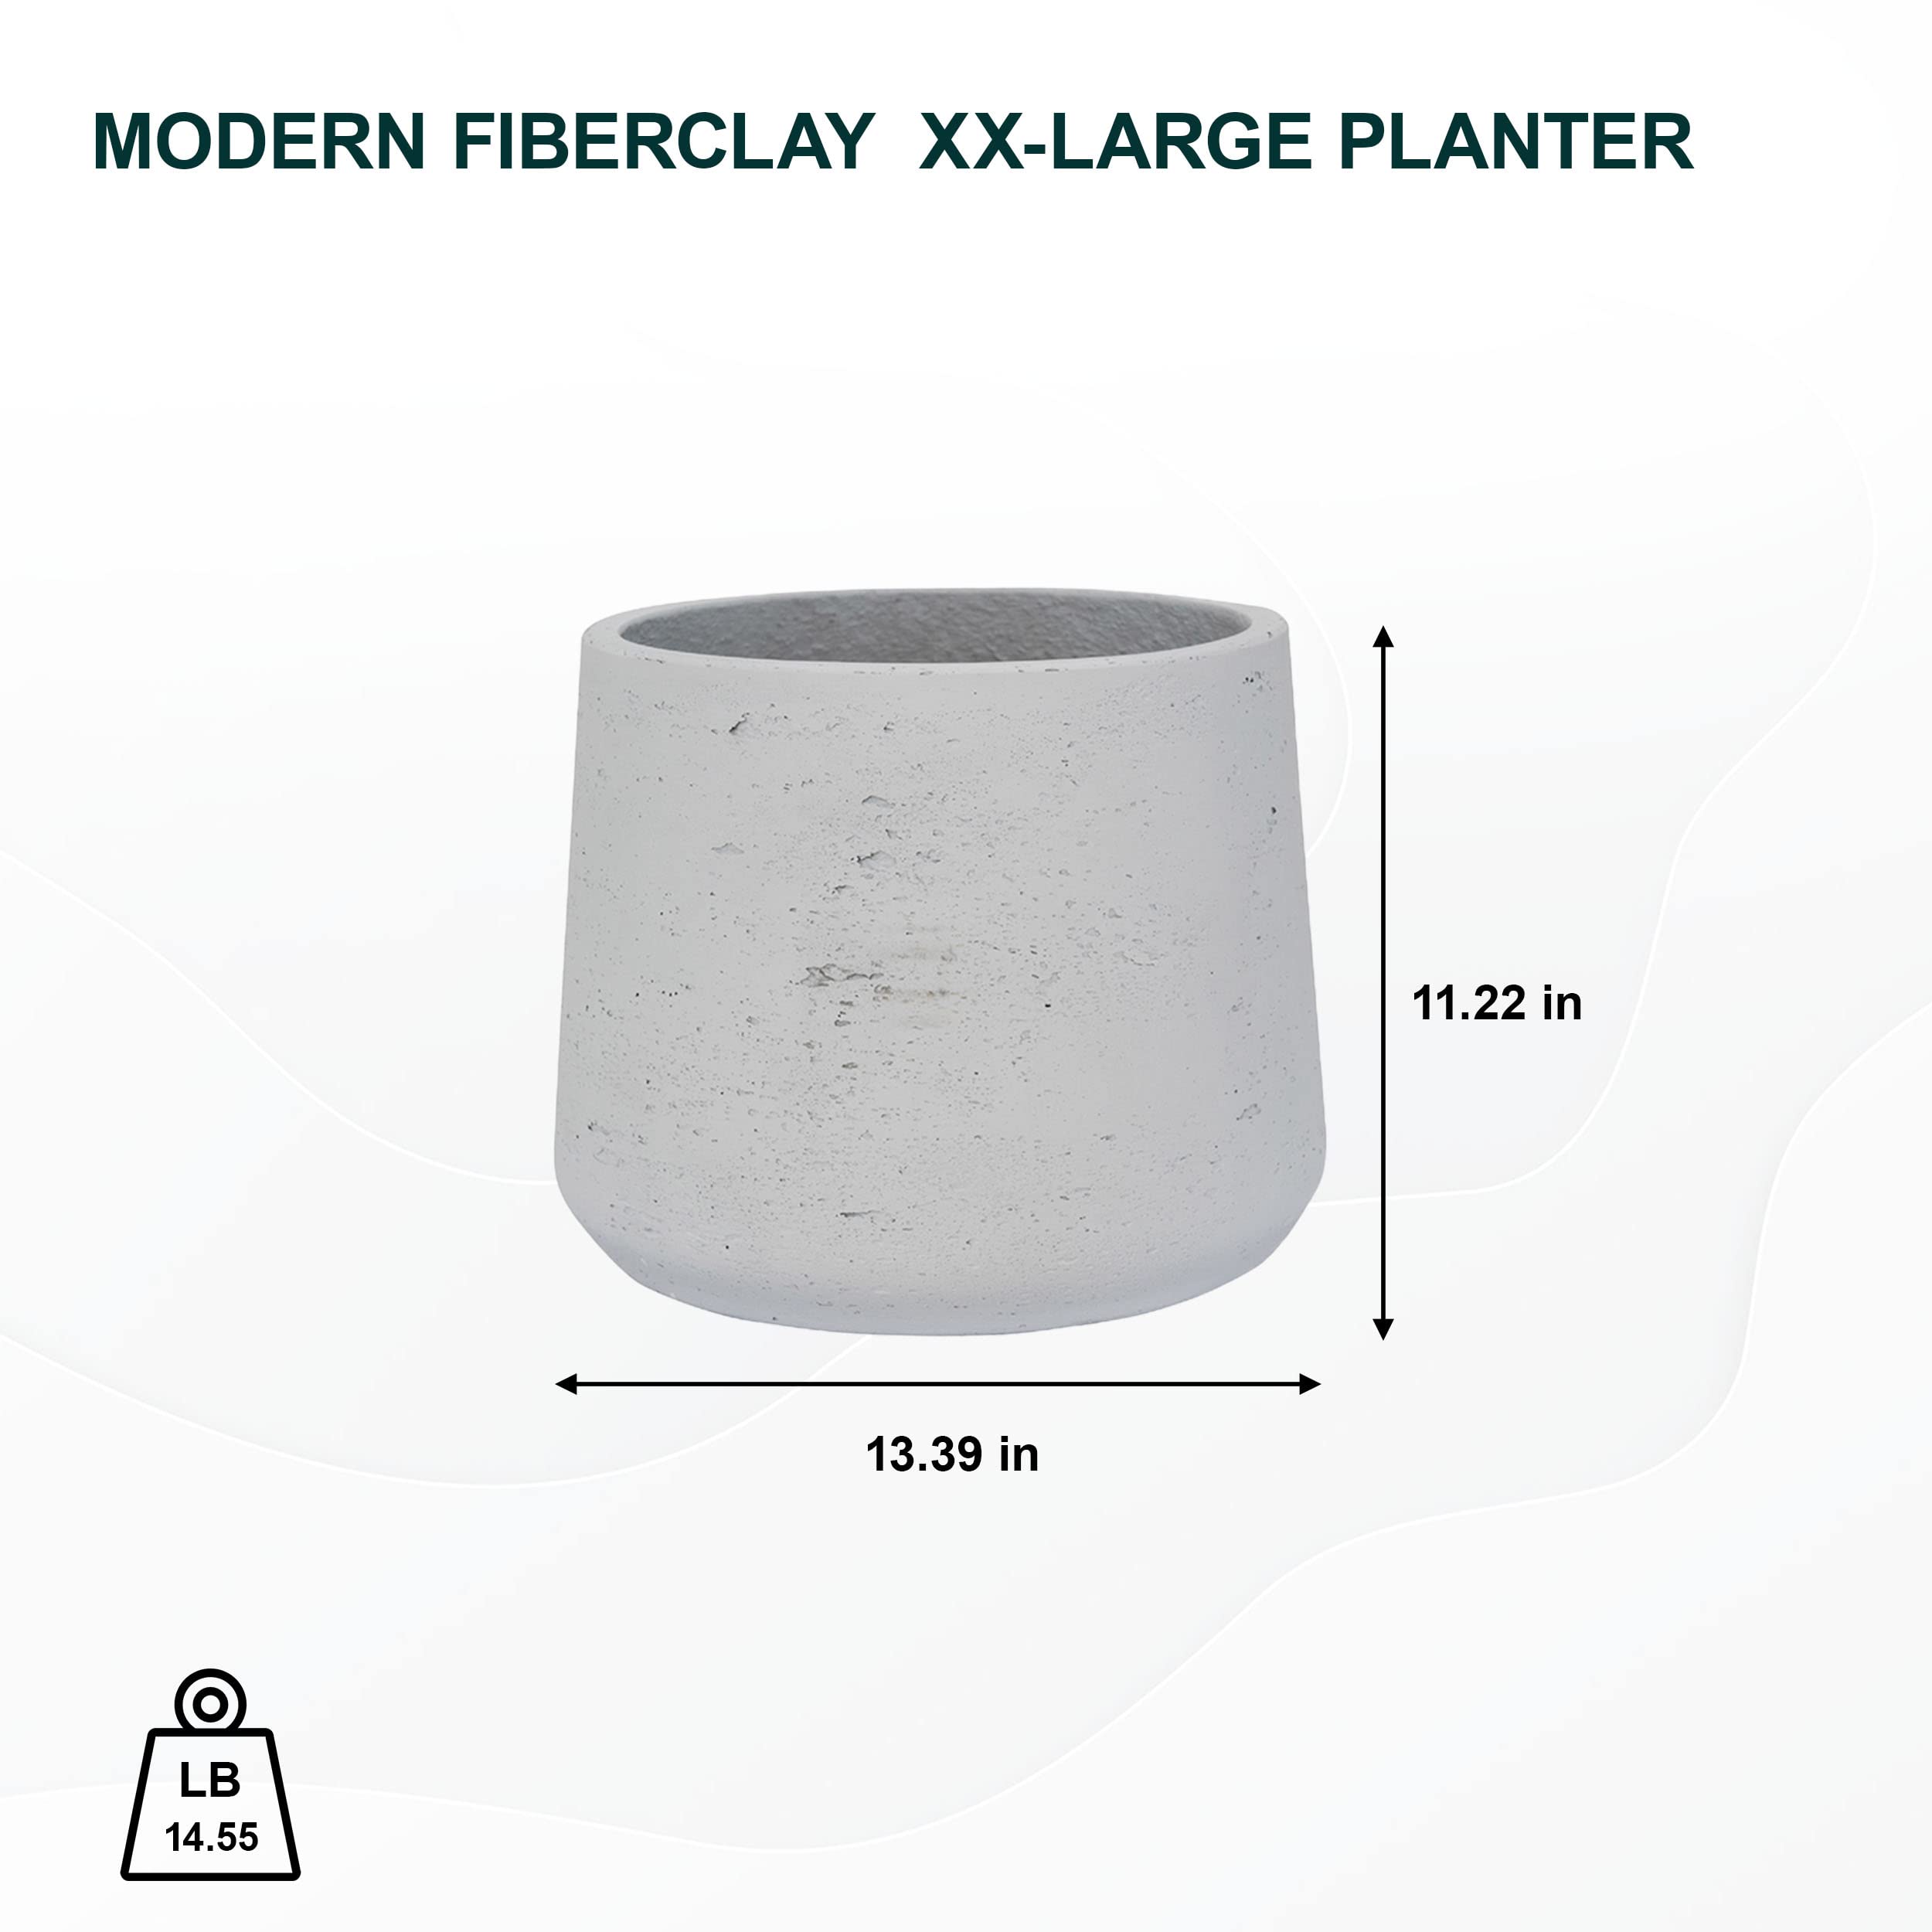 MODERN FIBERCLAY  XX-LARGE PLANTER
11.22 in
13.39 in
LB
14.55